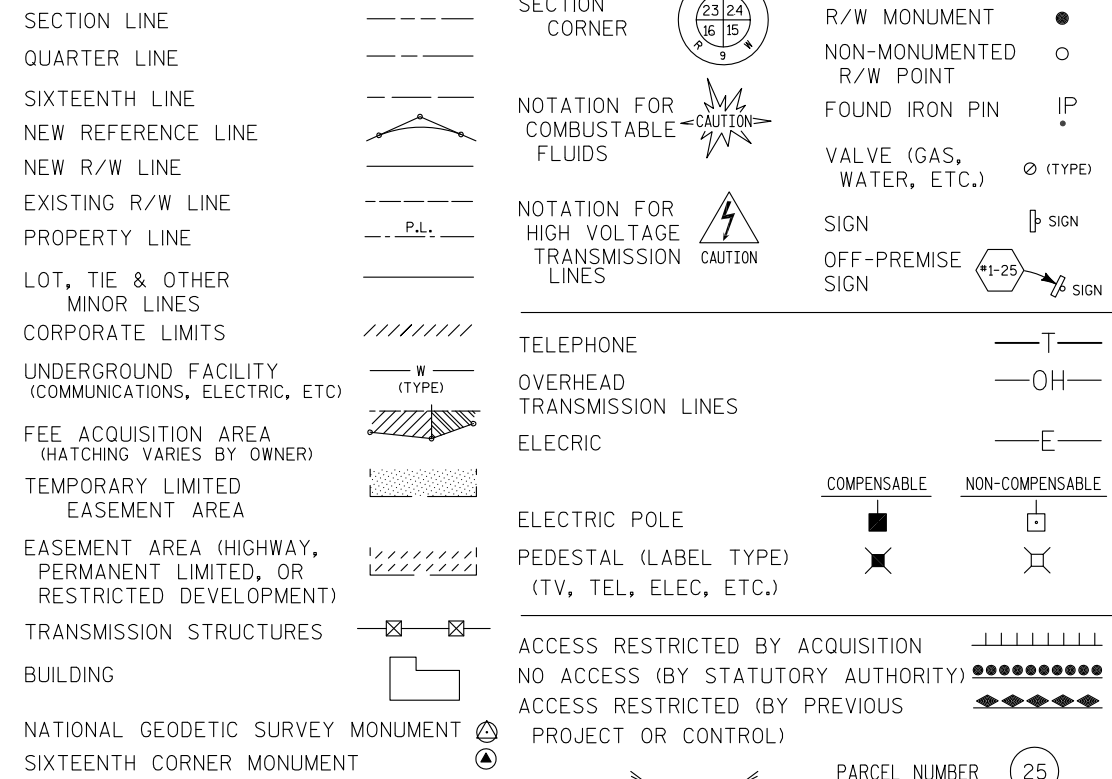 SECTION LINE
QUARTER LINE
SIXTEENTH LINE
NEW REFERENCE LINE
NEW R/W LINE
EXISTING R/W LINE
PROPERTY LINE
P.L.
LOT, TIE & OTHER
MINOR LINES
CORPORATE LIMITS
UNDERGROUND FACILITY
(COMMUNICATIONS, ELECTRIC, ETC)
W
(TYPE)
FEE ACQUISITION AREA
(HATCHING VARIES BY OWNER)
TEMPORARY LIMITED
EASEMENT AREA
EASEMENT AREA (HIGHWAY,
PERMANENT LIMITED, OR
RESTRICTED DEVELOPMENT)
TRANSMISSION STRUCTURES
BUILDING
NATIONAL GEODETIC SURVEY MONUMENT
SIXTEENTH CORNER MONUMENT
SECTION
CORNER
23 24
16 15
R 9 W
NOTATION FOR
COMBUSTABLE
FLUIDS
CAUTION
NOTATION FOR
HIGH VOLTAGE
TRANSMISSION
LINES
CAUTION
R/W MONUMENT
NON-MONUMENTED
R/W POINT
FOUND IRON PIN
IP
VALVE (GAS,
WATER, ETC.)
(TYPE)
SIGN
SIGN
OFF-PREMISE
SIGN
#1-25
SIGN
TELEPHONE
T
OVERHEAD
TRANSMISSION LINES
OH
ELECRIC
E
COMPENSABLE NON-COMPENSABLE
ELECTRIC POLE
PEDESTAL (LABEL TYPE)
(TV, TEL, ELEC, ETC.)
ACCESS RESTRICTED BY ACQUISITION
NO ACCESS (BY STATUTORY AUTHORITY)
ACCESS RESTRICTED (BY PREVIOUS
PROJECT OR CONTROL)
PARCEL NUMBER
25